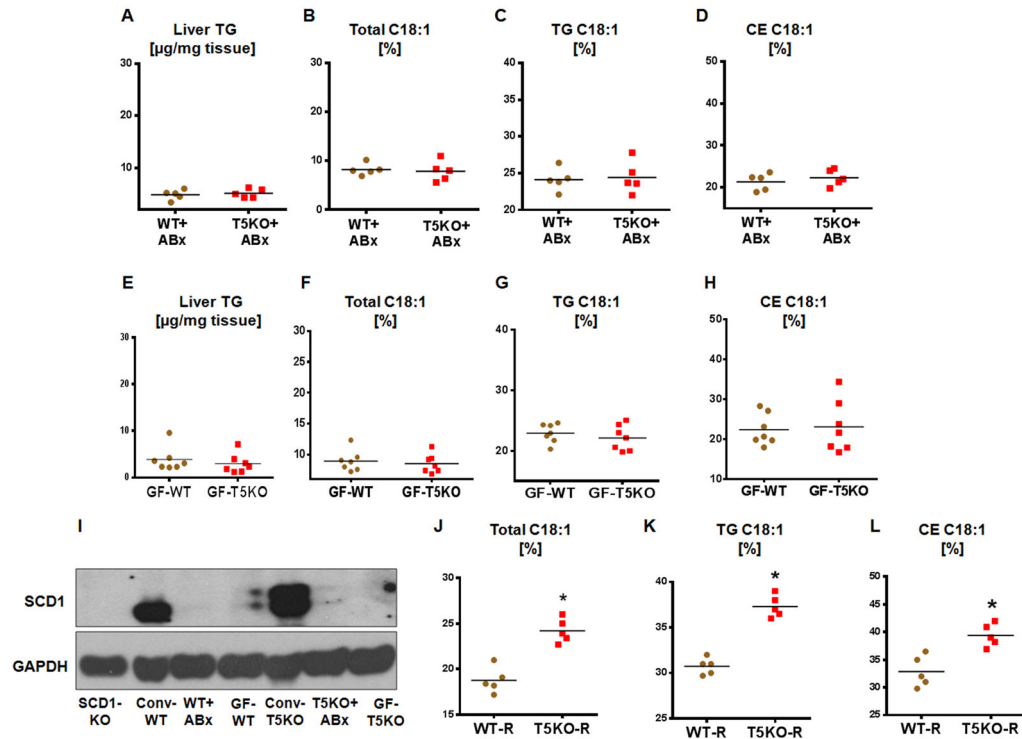 A
Liver TG
[µg/mg tissue]
30
20
10
WT+
ABx
T5KO+
ABx
B
Total C18:1
[%]
30
20
10
0
WT+
ABx
T5KO+
ABx
C
TG C18:1
[%]
40
35
30
25
20
WT+
ABx
T5KO+
ABx
D
CE C18:1
[%]
50
40
30
20
WT+
ABx
T5KO+
ABx
E
Liver TG
[µg/mg tissue]
30
20
10
0
GF-WT
GF-T5KO
F
Total C18:1
[%]
30
25
20
15
10
GF-WT
GF-T5KO
G
TG C18:1
[%]
40
30
20
GF-WT
GF-T5KO
H
CE C18:1
[%]
50
40
30
20
10
GF-WT
GF-T5KO
I
SCD1
GAPDH
SCD1-
KO
Conv-
WT
WT+
ABx
GF-
WT
Conv-
T5KO
T5KO+
ABx
GF-
T5KO
J
Total C18:1
[%]
30
25
20
15
*
WT-R
T5KO-R
K
TG C18:1
[%]
40
35
30
25
*
WT-R
T5KO-R
L
CE C18:1
[%]
50
45
40
35
30
25
*
WT-R
T5KO-R